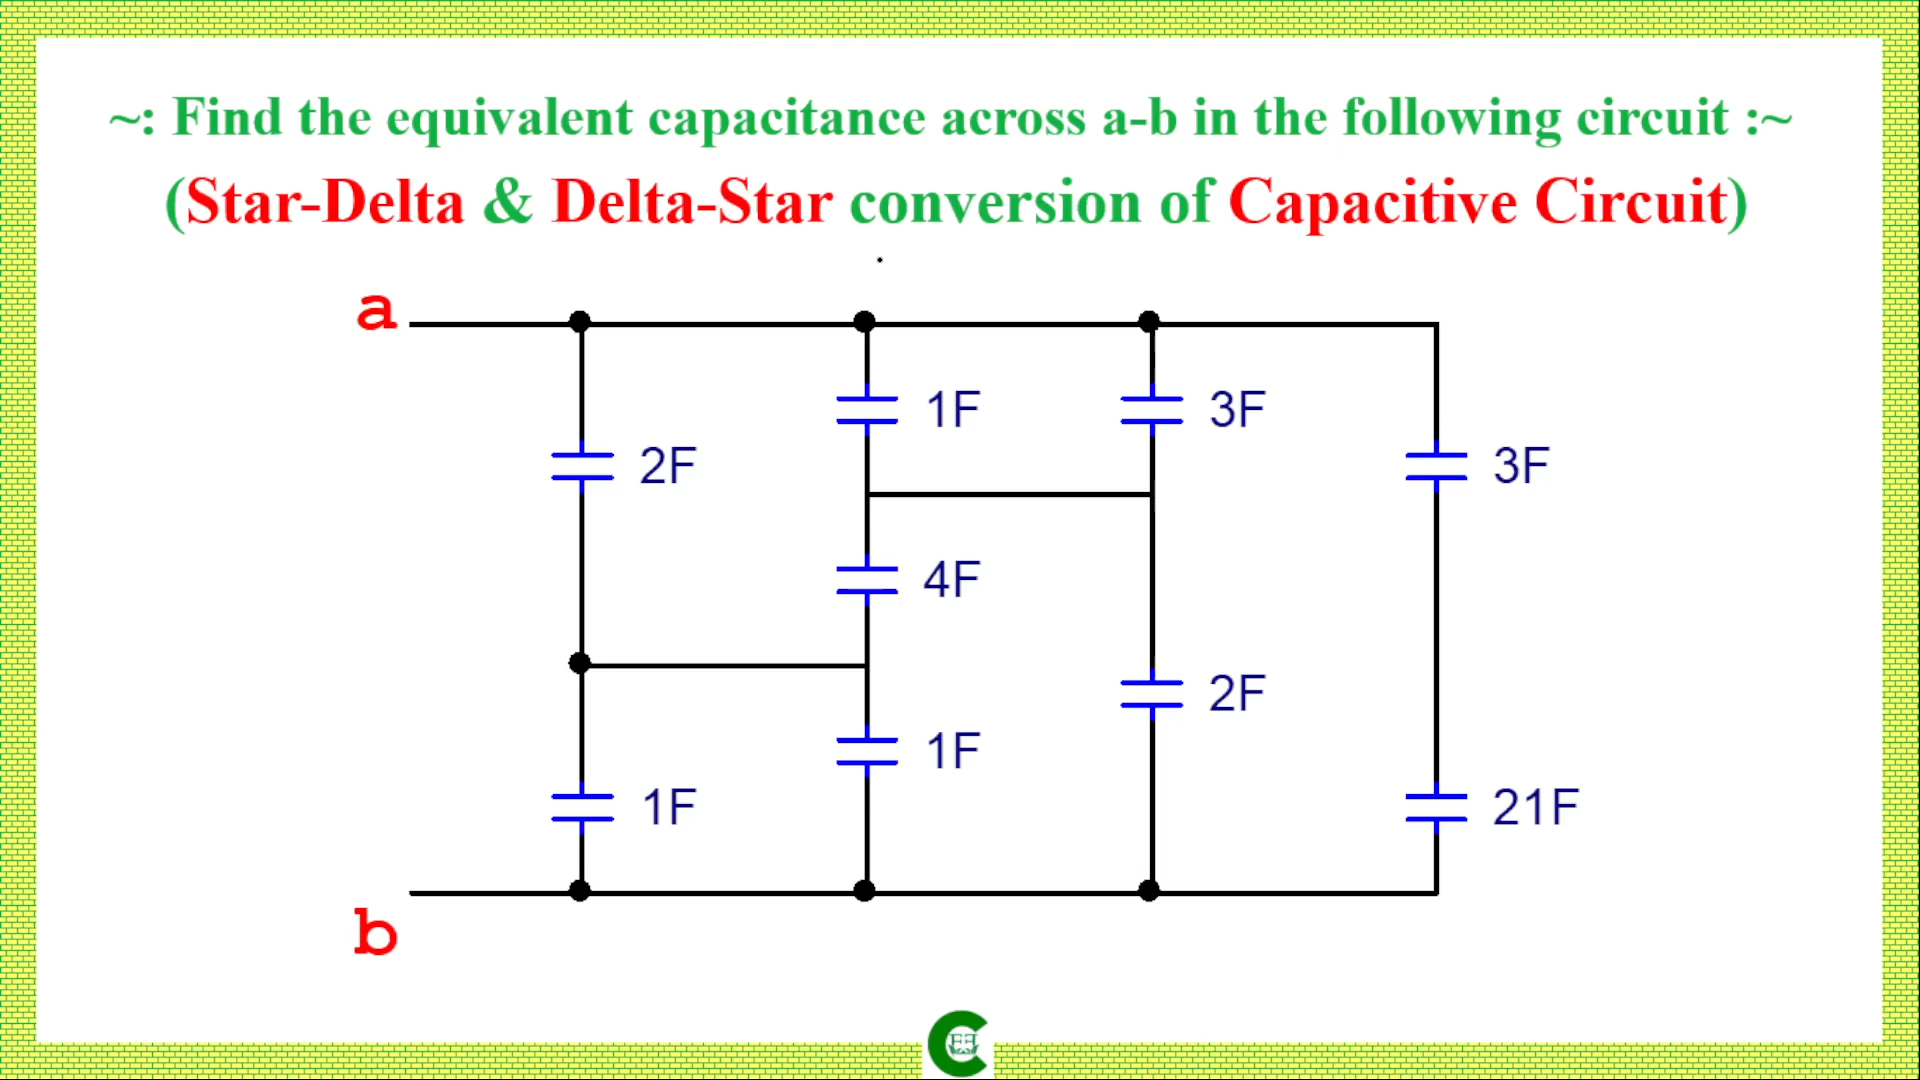 ~: Find the equivalent capacitance across a-b in the following circuit :~
(Star-Delta & Delta-Star conversion of Capacitive Circuit)
a
1F
3F
2F
3F
4F
2F
1F
1F
21F
b